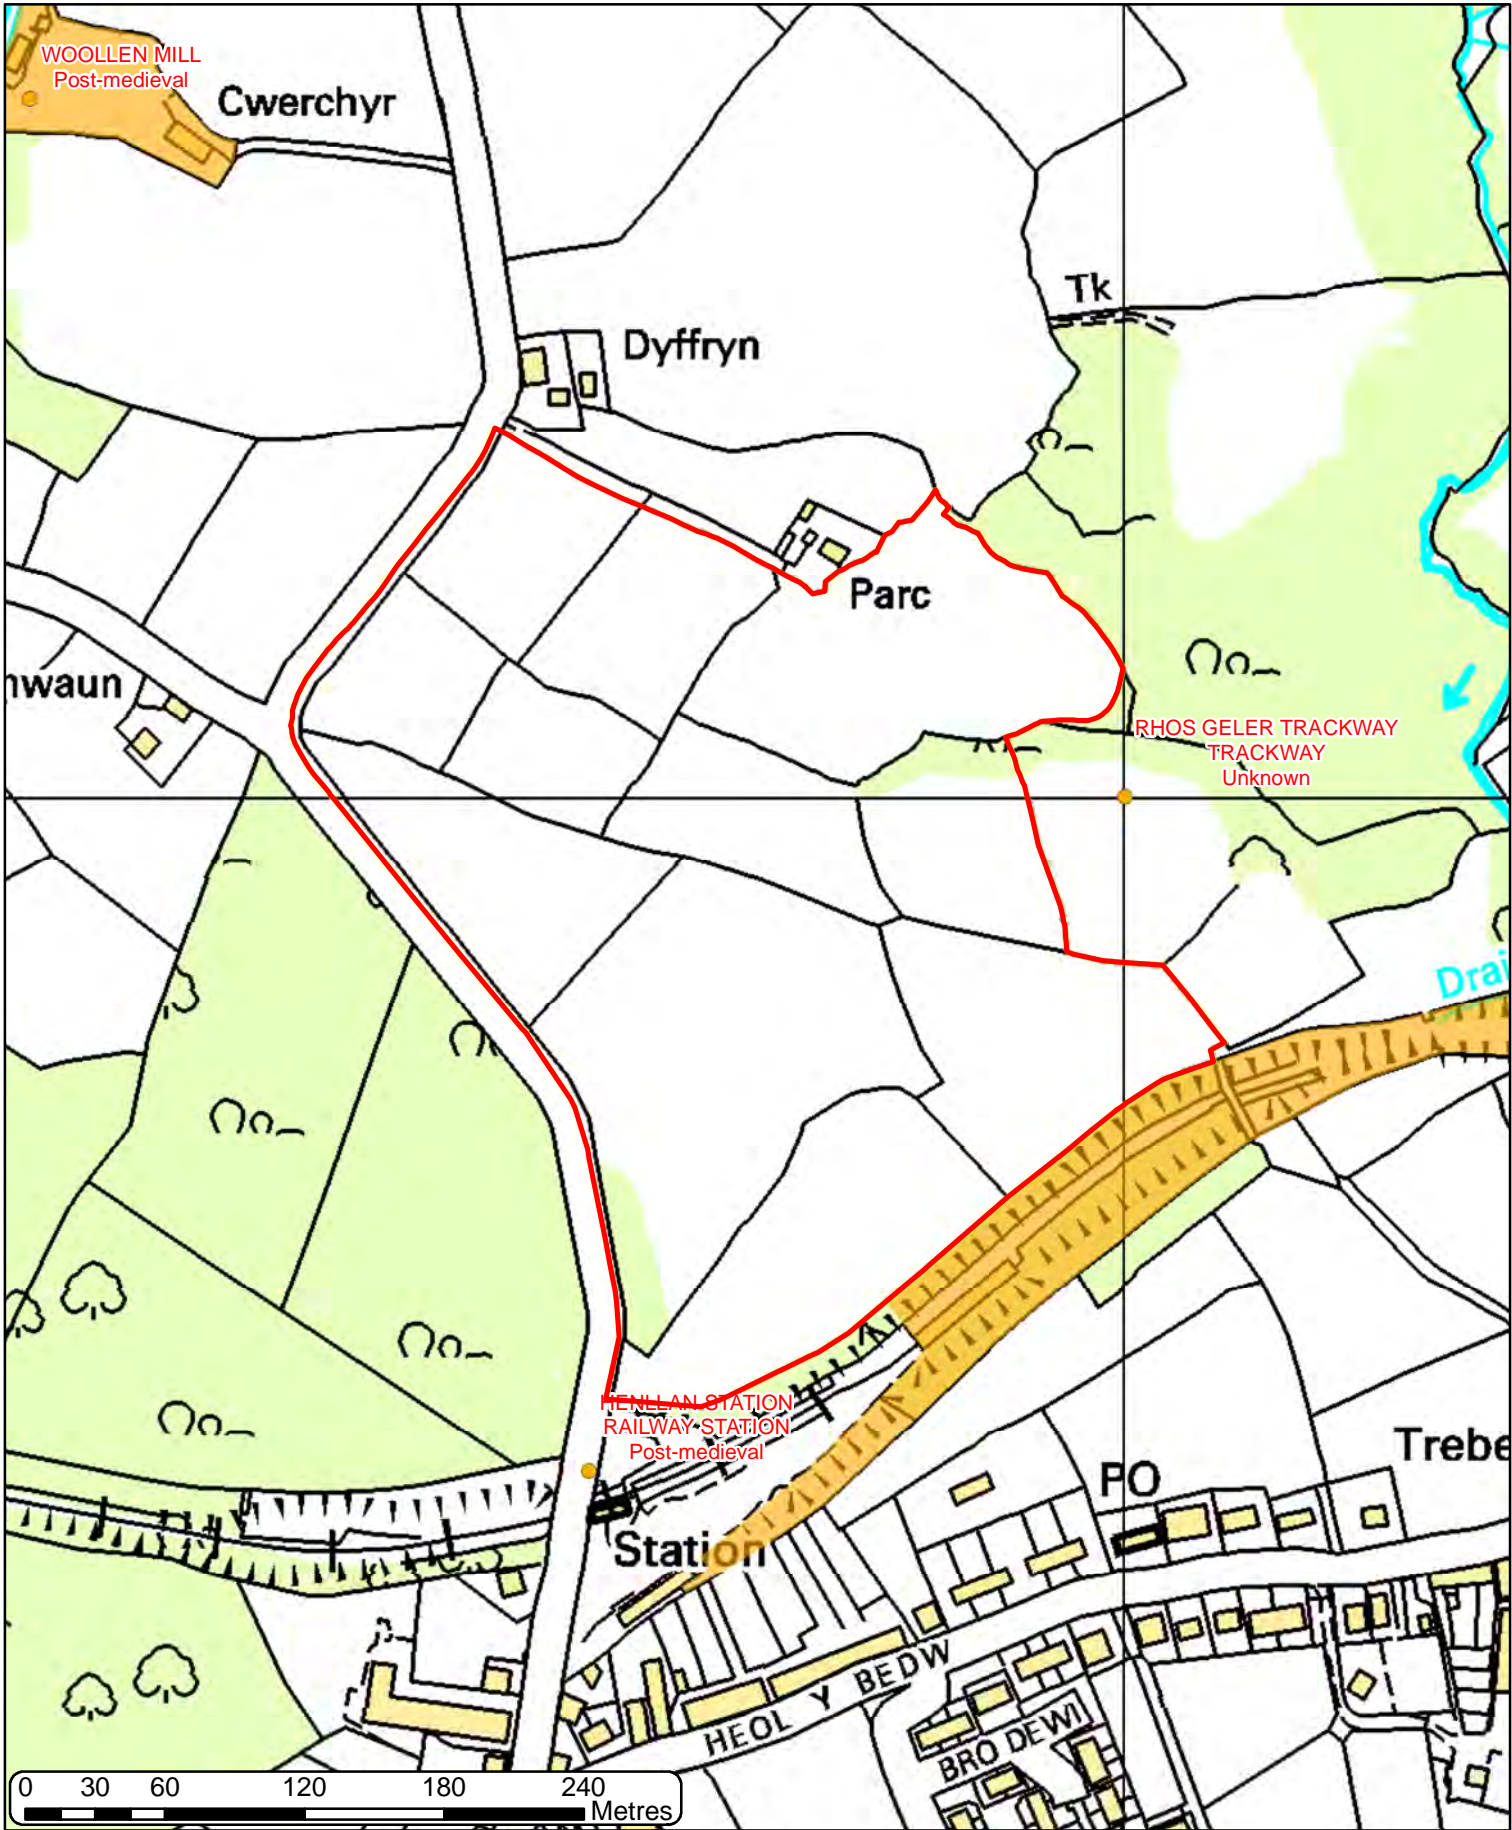 WOOLLEN MILL
Post-medieval
Cwerchyr
Tk
Dyffryn
Parc
nwaun
RHOS GELER TRACKWAY
TRACKWAY
Unknown
Drai
HENLLAN STATION
RAILWAY STATION
Post-medieval
Trebe
PO
Station
HEOL Y BEDW
BRO DEWI
0 30 60 120 180 240
Metres